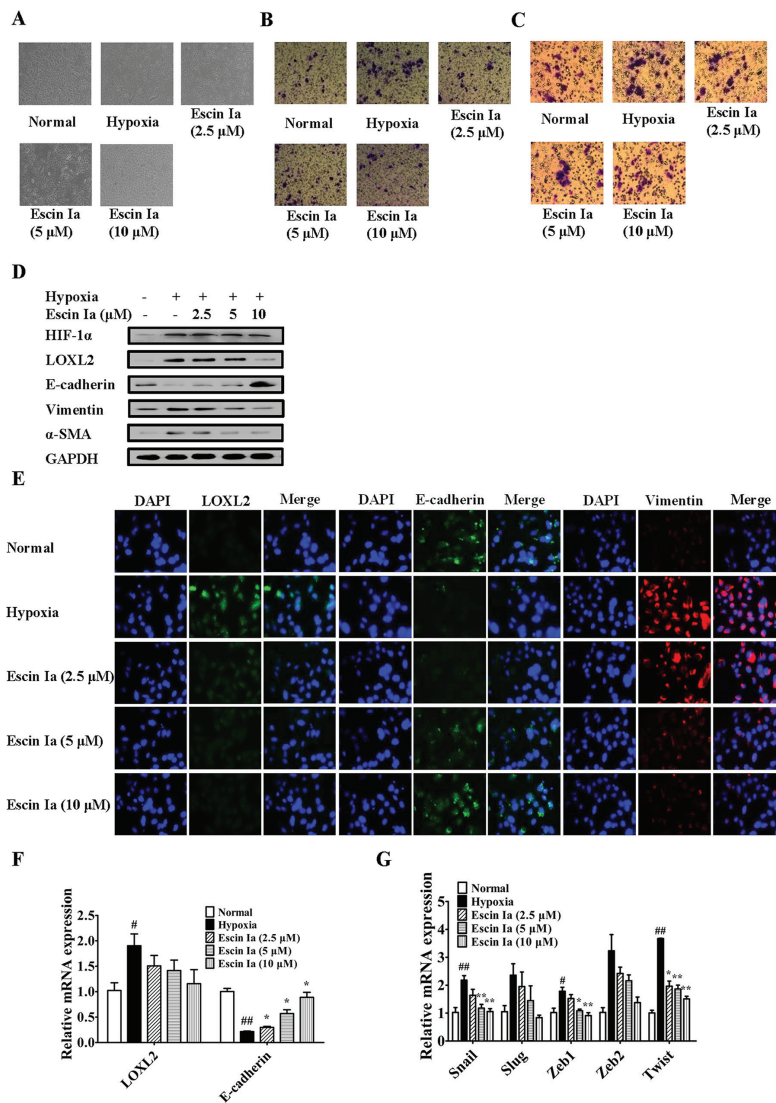 A
B
C
Normal Hypoxia Escin Ia
(2.5 µM)
Escin Ia
(5 µM)
Escin Ia
(10 µM)
Normal Hypoxia Escin Ia
(2.5 µM)
Escin Ia
(5 µM)
Escin Ia
(10 µM)
Normal Hypoxia Escin Ia
(2.5 µM)
Escin Ia
(5 µM)
Escin Ia
(10 µM)
D
Hypoxia - + + + +
Escin Ia (µM) - - 2.5 5 10
HIF-1α
LOXL2
E-cadherin
Vimentin
α-SMA
GAPDH
E
DAPI LOXL2 Merge DAPI E-cadherin Merge DAPI Vimentin Merge
Normal
Hypoxia
Escin Ia (2.5 µM)
Escin Ia (5 µM)
Escin Ia (10 µM)
F
Relative mRNA expression
2.5
2.0
1.5
1.0
0.5
0.0
Normal
Hypoxia
Escin Ia (2.5 µM)
Escin Ia (5 µM)
Escin Ia (10 µM)
#
##
*
*
*
LOXL2
E-cadherin
G
Relative mRNA expression
5
4
3
2
1
0
Normal
Hypoxia
Escin Ia (2.5 µM)
Escin Ia (5 µM)
Escin Ia (10 µM)
##
**
**
#
*
**
##
*
**
**
Snail
Slug
Zeb1
Zeb2
Twist